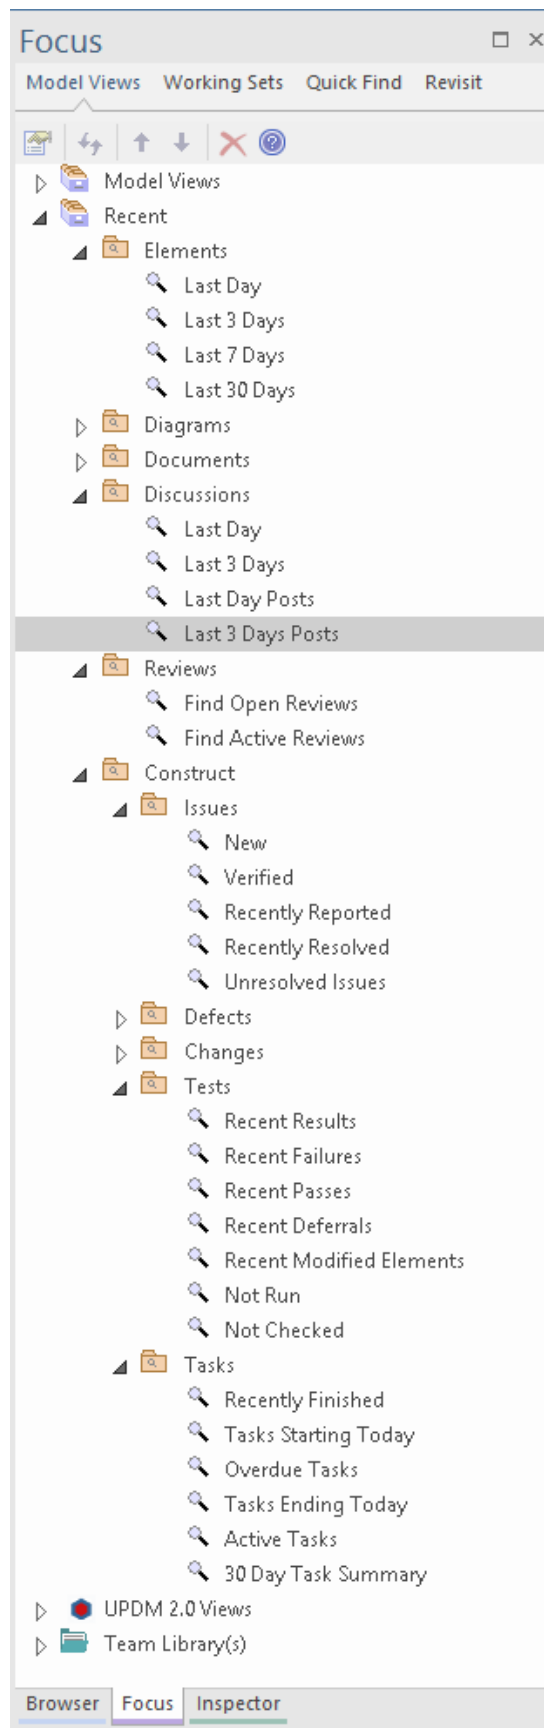 Focus
Model Views Working Sets Quick Find Revisit
Model Views
Recent
Elements
Last Day
Last 3 Days
Last 7 Days
Last 30 Days
Diagrams
Documents
Discussions
Last Day
Last 3 Days
Last Day Posts
Last 3 Days Posts
Reviews
Find Open Reviews
Find Active Reviews
Construct
Issues
New
Verified
Recently Reported
Recently Resolved
Unresolved Issues
Defects
Changes
Tests
Recent Results
Recent Failures
Recent Passes
Recent Deferrals
Recent Modified Elements
Not Run
Not Checked
Tasks
Recently Finished
Tasks Starting Today
Overdue Tasks
Tasks Ending Today
Active Tasks
30 Day Task Summary
UPDM 2.0 Views
Team Library(s)
Browser Focus Inspector